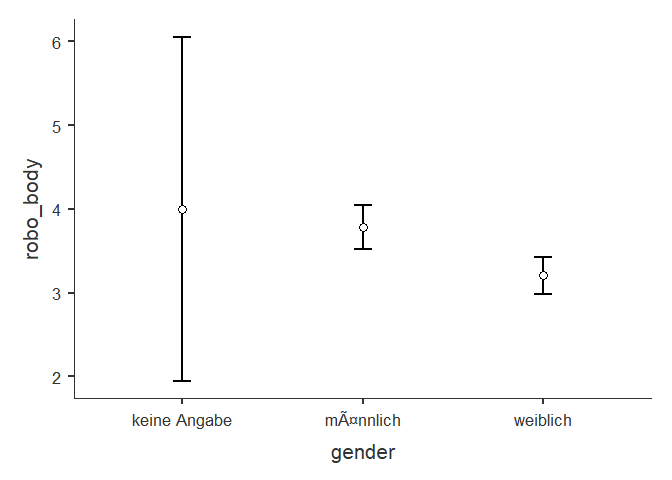 robo_body
6
5
4
3
2
keine Angabe
mÃ¤nnlich
weiblich
gender